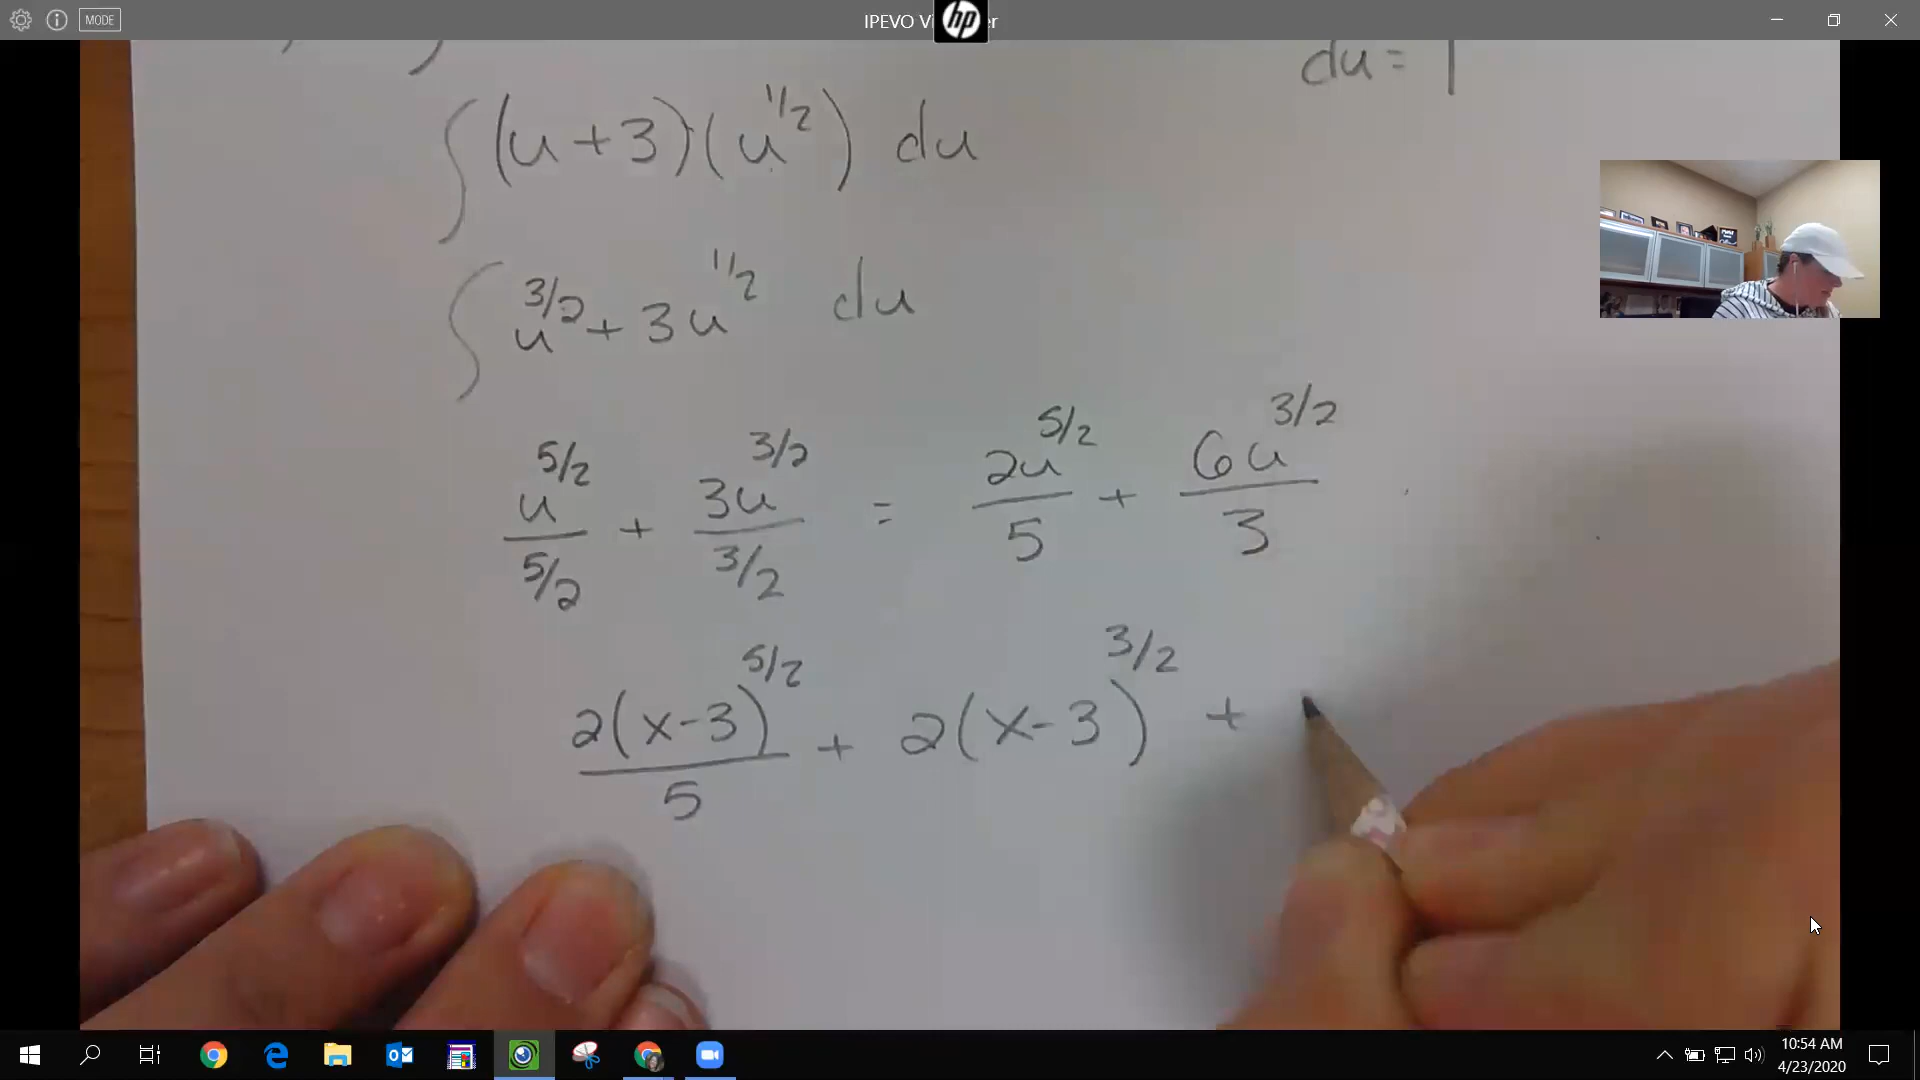 MODE
IPEVO V er
hp
du = 1
∫(u+3)(u^1/2) du
∫ u^3/2 + 3u^1/2 du
u^5/2 / 5/2 + 3u^3/2 / 3/2 = 2u^5/2 / 5 + 6u^3/2 / 3
2(x-3)^5/2 / 5 + 2(x-3)^3/2 +
10:54 AM
4/23/2020